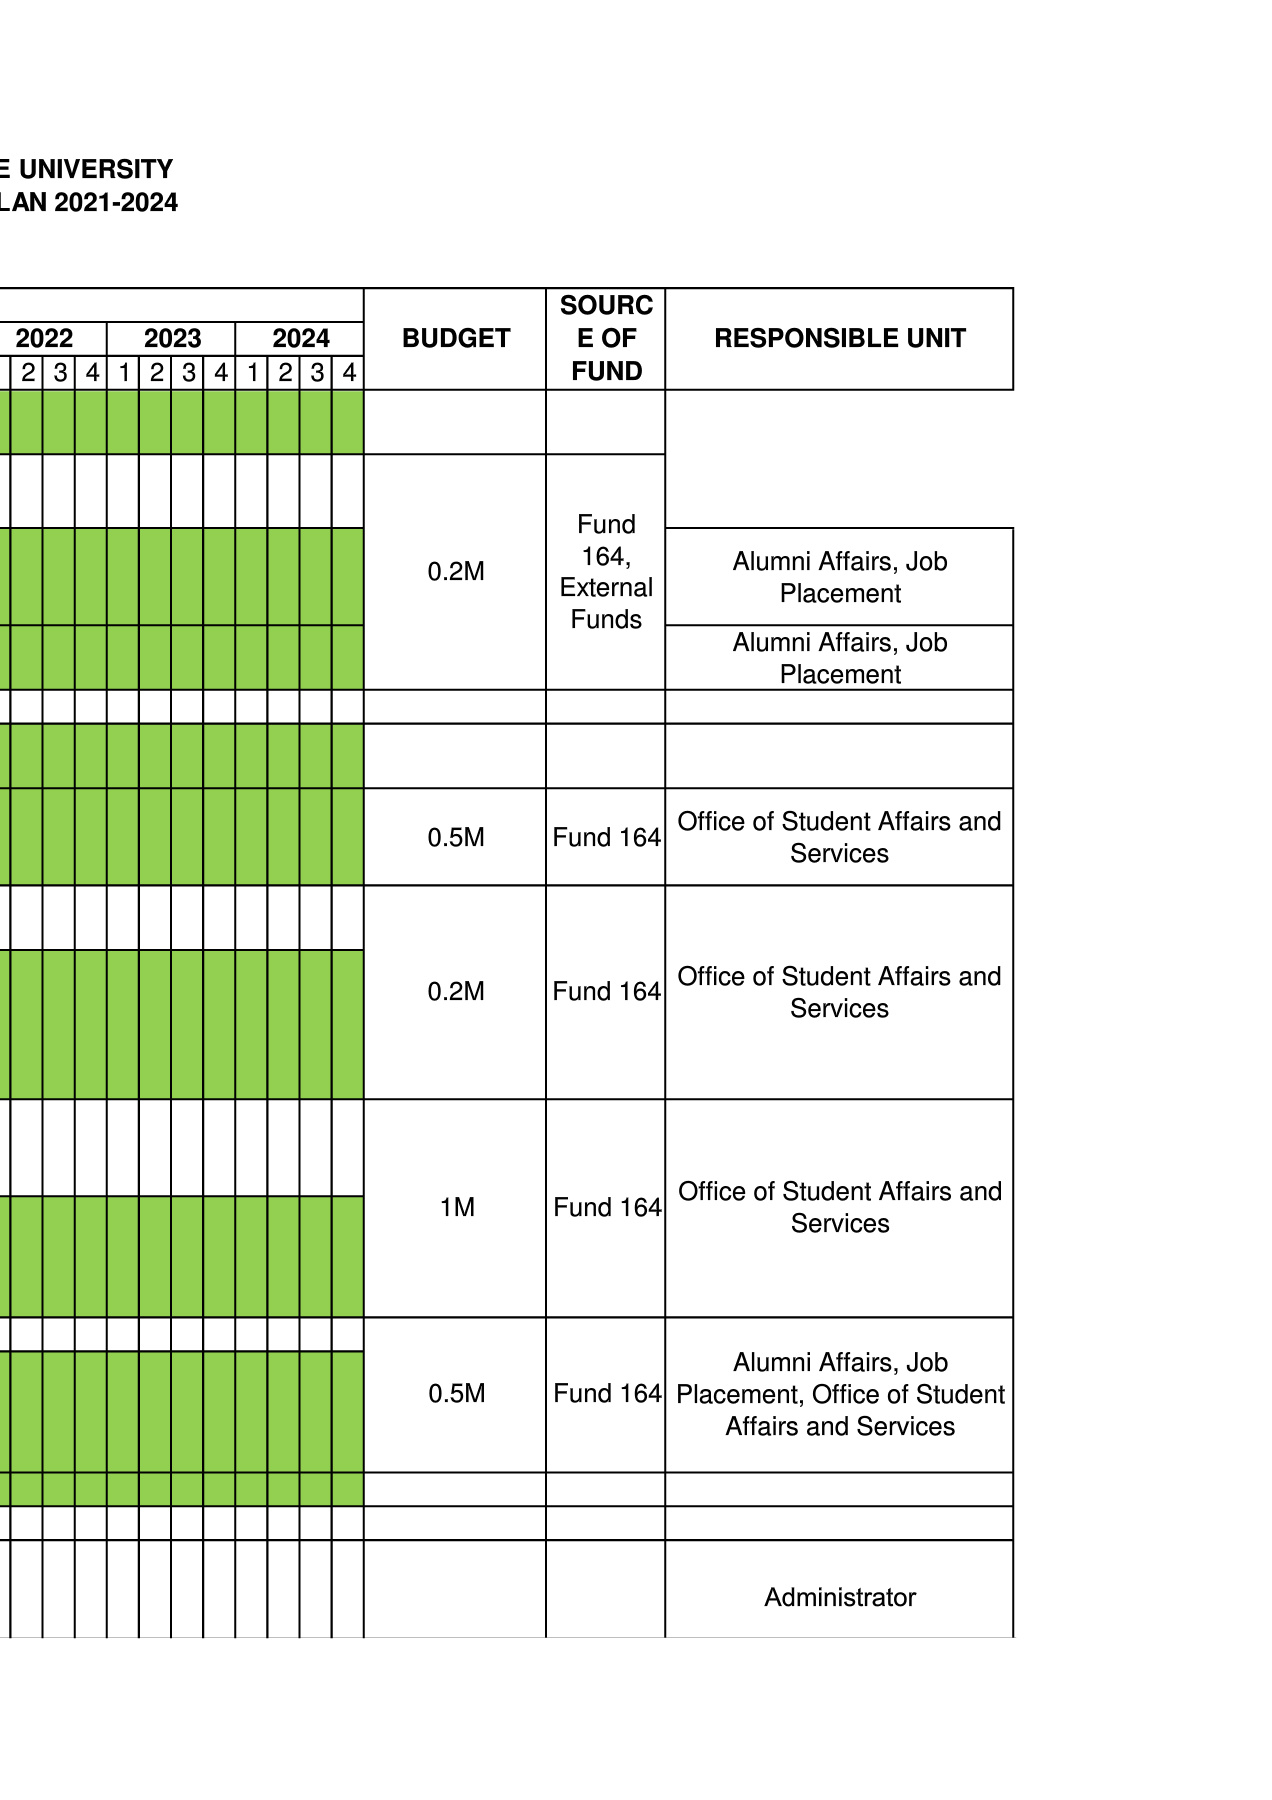 E UNIVERSITY
LAN 2021-2024
2022 2023 2024
BUDGET
SOURC
E OF
FUND
RESPONSIBLE UNIT
2 3 4 1 2 3 4 1 2 3 4
0.2M
Fund
164,
External
Funds
Alumni Affairs, Job
Placement
Alumni Affairs, Job
Placement
0.5M
Fund 164
Office of Student Affairs and
Services
0.2M
Fund 164
Office of Student Affairs and
Services
1M
Fund 164
Office of Student Affairs and
Services
0.5M
Fund 164
Alumni Affairs, Job
Placement, Office of Student
Affairs and Services
Administrator